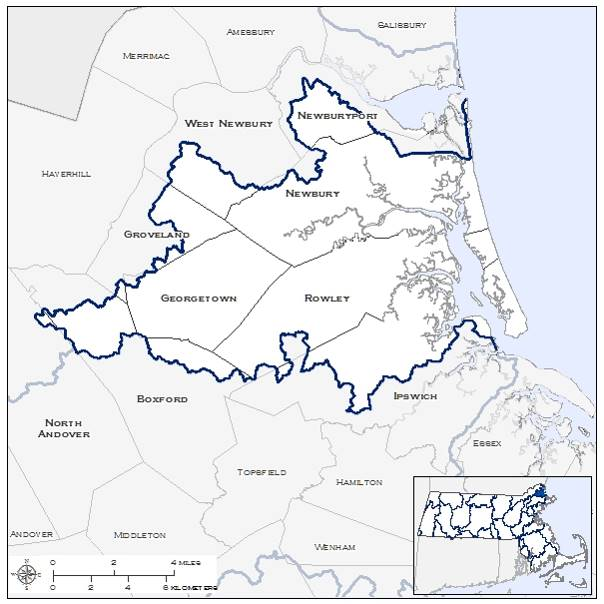 AMESBURY
SALISBURY
MERRIMAC
NEWBURYPORT
WEST NEWBURY
HAVERHILL
NEWBURY
GROVELAND
GEORGETOWN
ROWLEY
BOXFORD
IPSWICH
NORTH
ANDOVER
ESSEX
TOPSFIELD
HAMILTON
ANDOVER
MIDDLETON
WENHAM
0 2 4 MILES
0 2 4 6 KILOMETERS